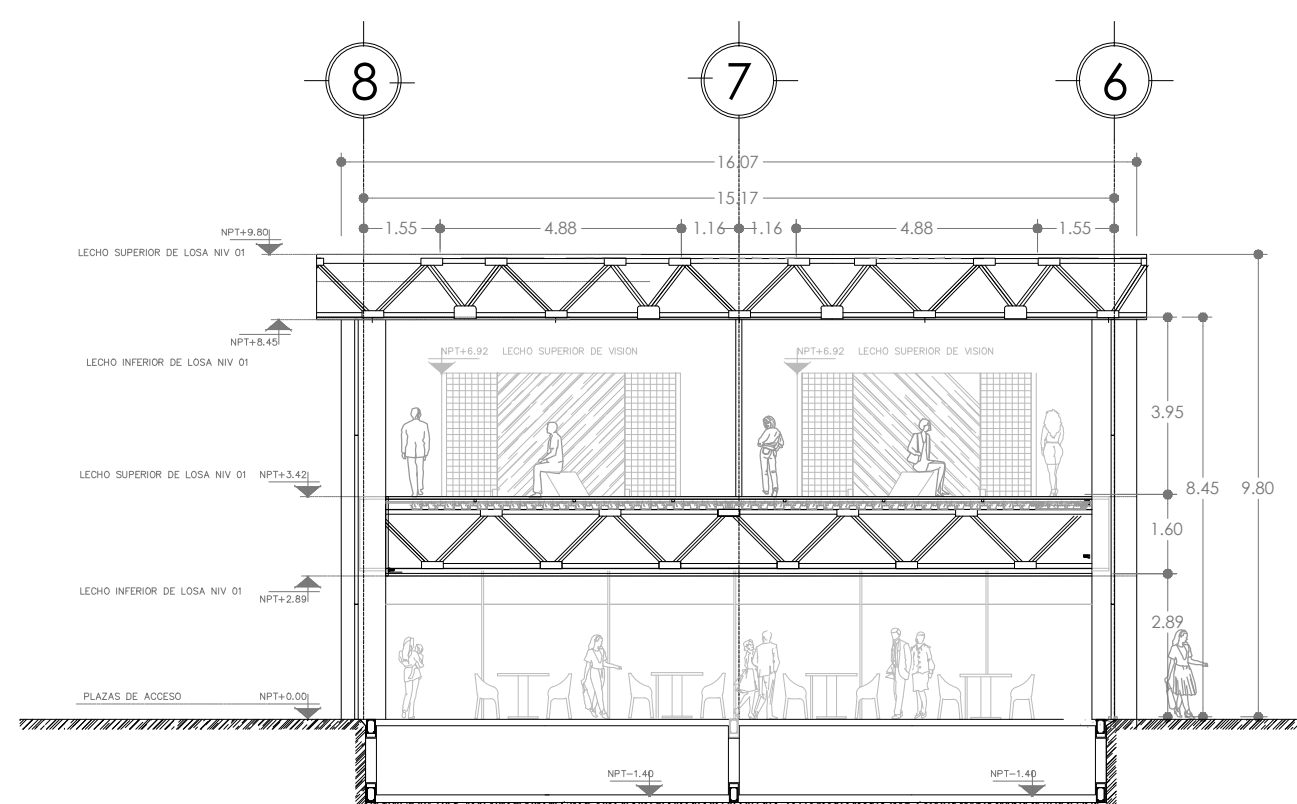 8 7 6
16.07
15.17
1.55 4.88 1.16 1.16 4.88 1.55
NPT+9.80
LECHO SUPERIOR DE LOSA NIV 01
NPT+8.45
LECHO INFERIOR DE LOSA NIV 01
NPT+6.92 LECHO SUPERIOR DE VISION
NPT+6.92 LECHO SUPERIOR DE VISION
3.95
LECHO SUPERIOR DE LOSA NIV 01 NPT+3.42
8.45 9.80
1.60
LECHO INFERIOR DE LOSA NIV 01
NPT+2.89
2.89
PLAZAS DE ACCESO NPT+0.00
NPT-1.40 NPT-1.40